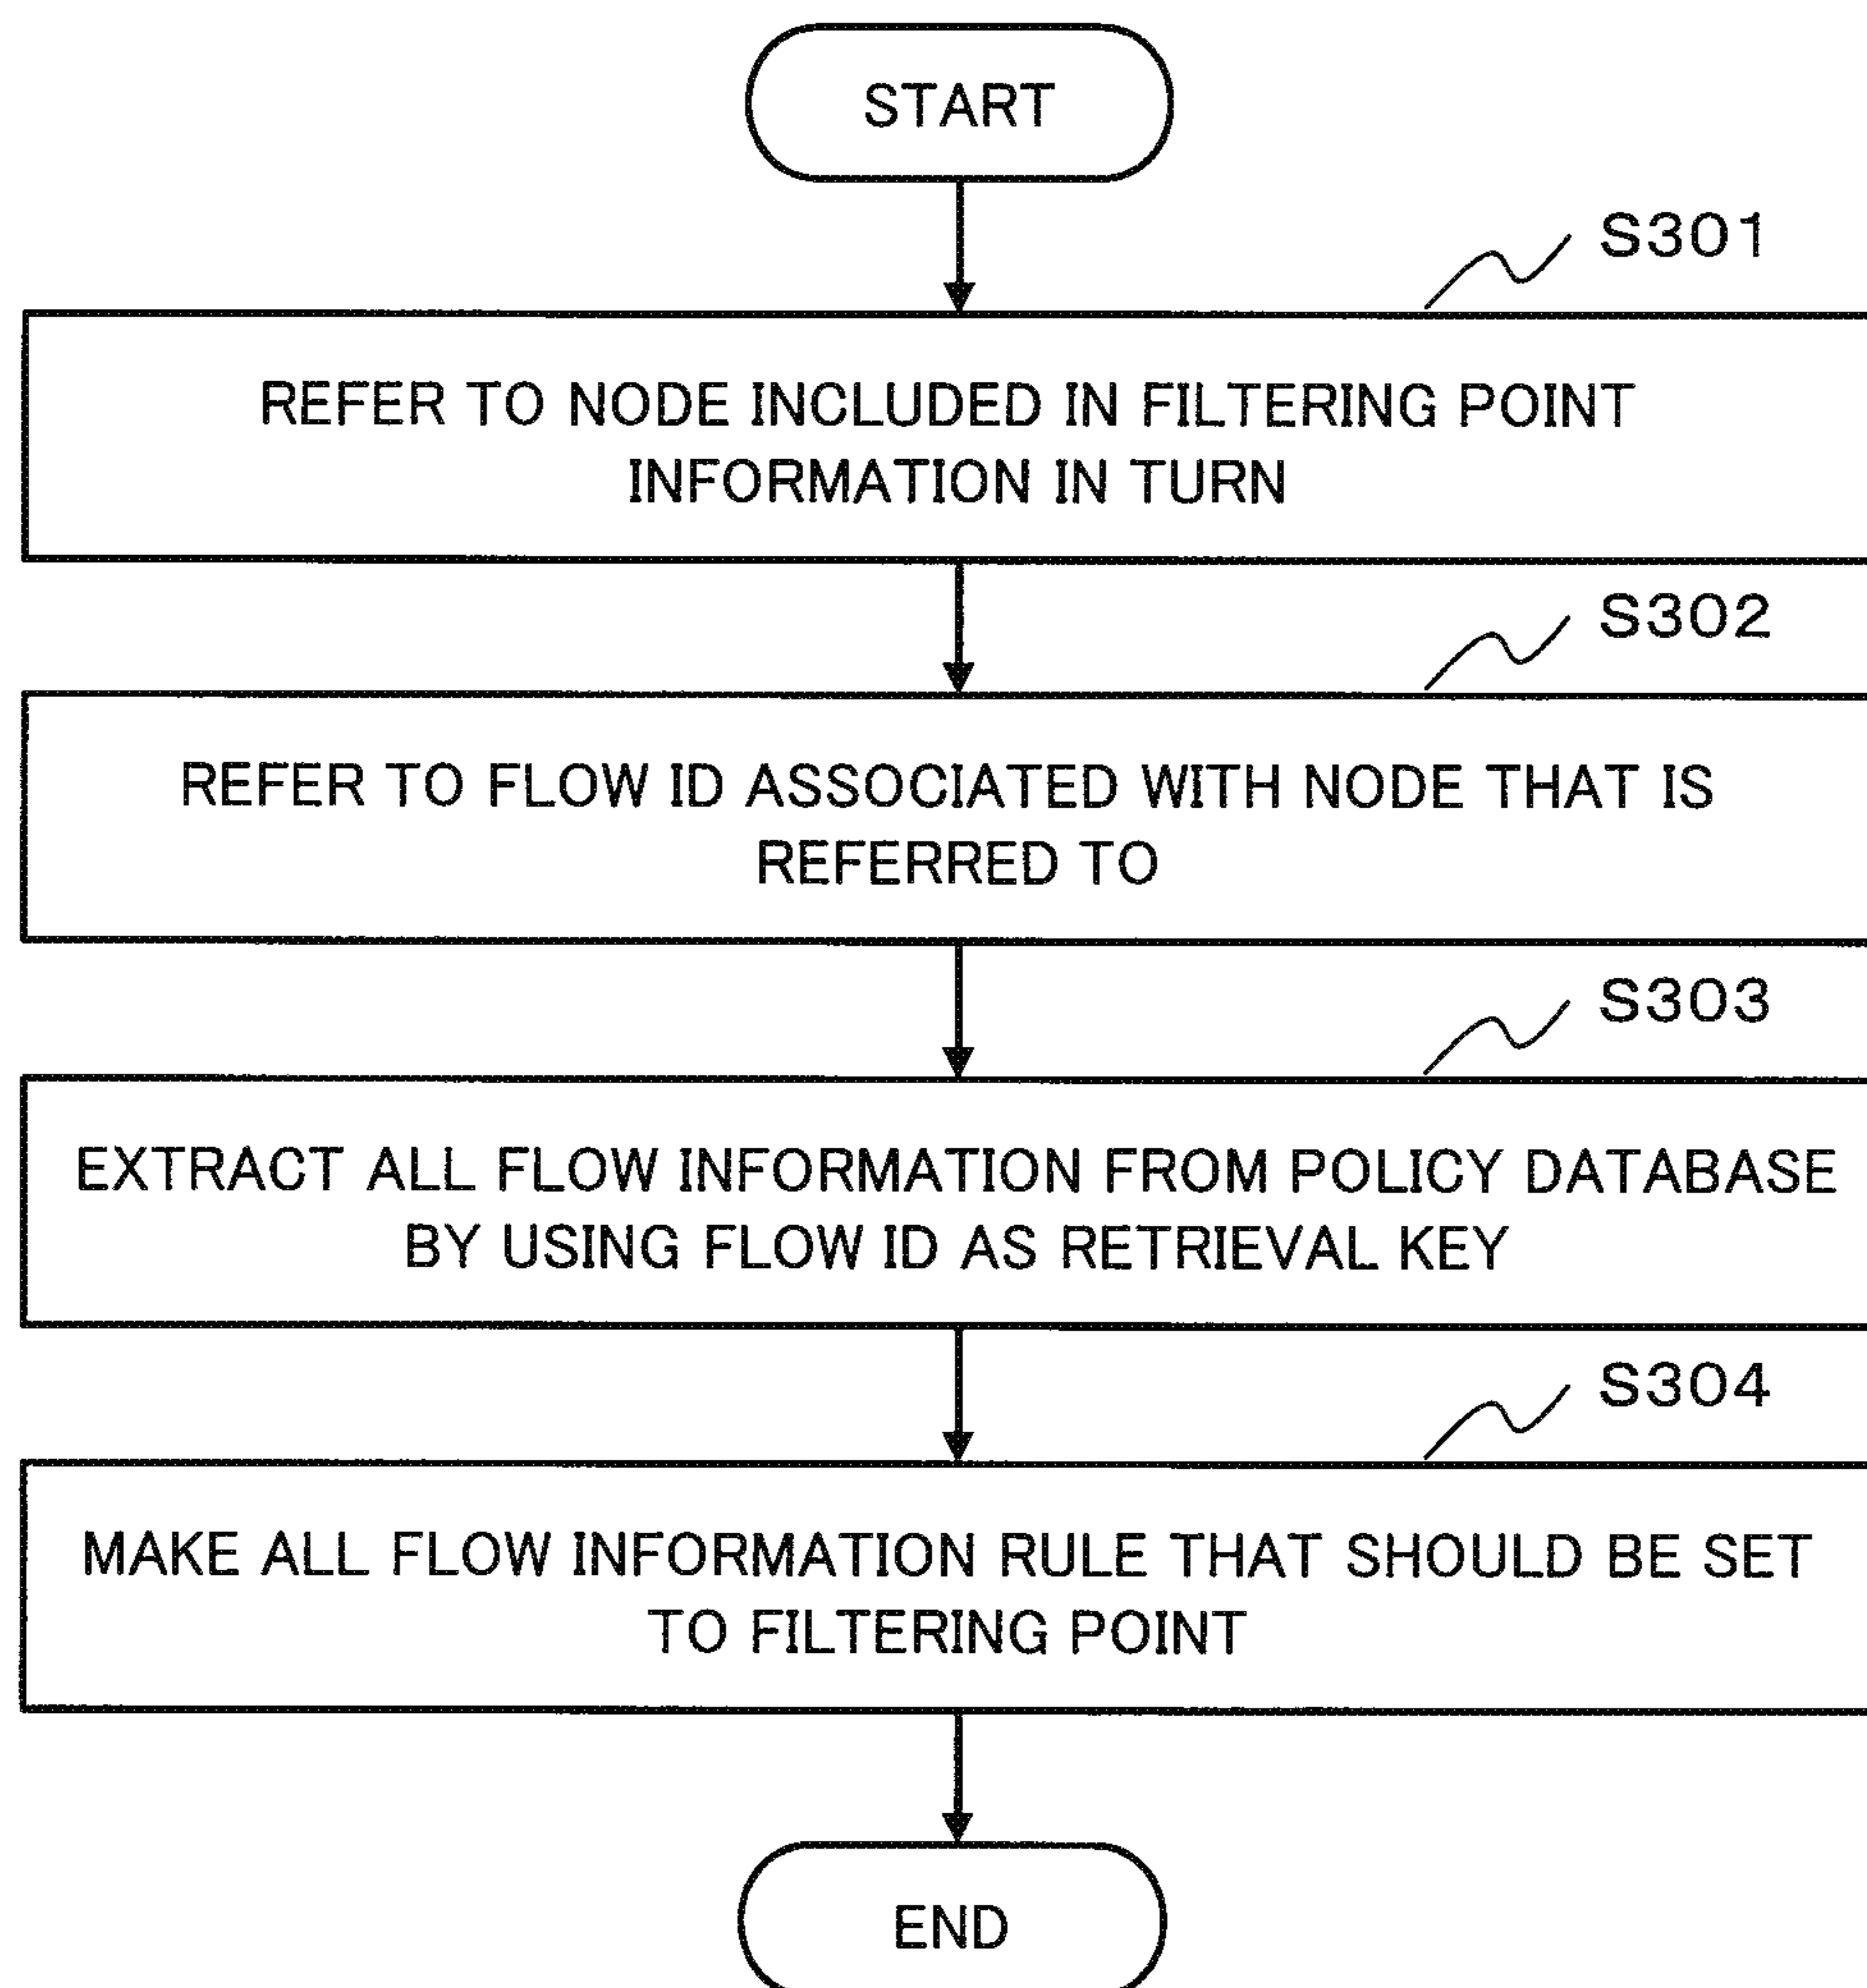 START
S301
REFER TO NODE INCLUDED IN FILTERING POINT
INFORMATION IN TURN
S302
REFER TO FLOW ID ASSOCIATED WITH NODE THAT IS
REFERRED TO
S303
EXTRACT ALL FLOW INFORMATION FROM POLICY DATABASE
BY USING FLOW ID AS RETRIEVAL KEY
S304
MAKE ALL FLOW INFORMATION RULE THAT SHOULD BE SET
TO FILTERING POINT
END